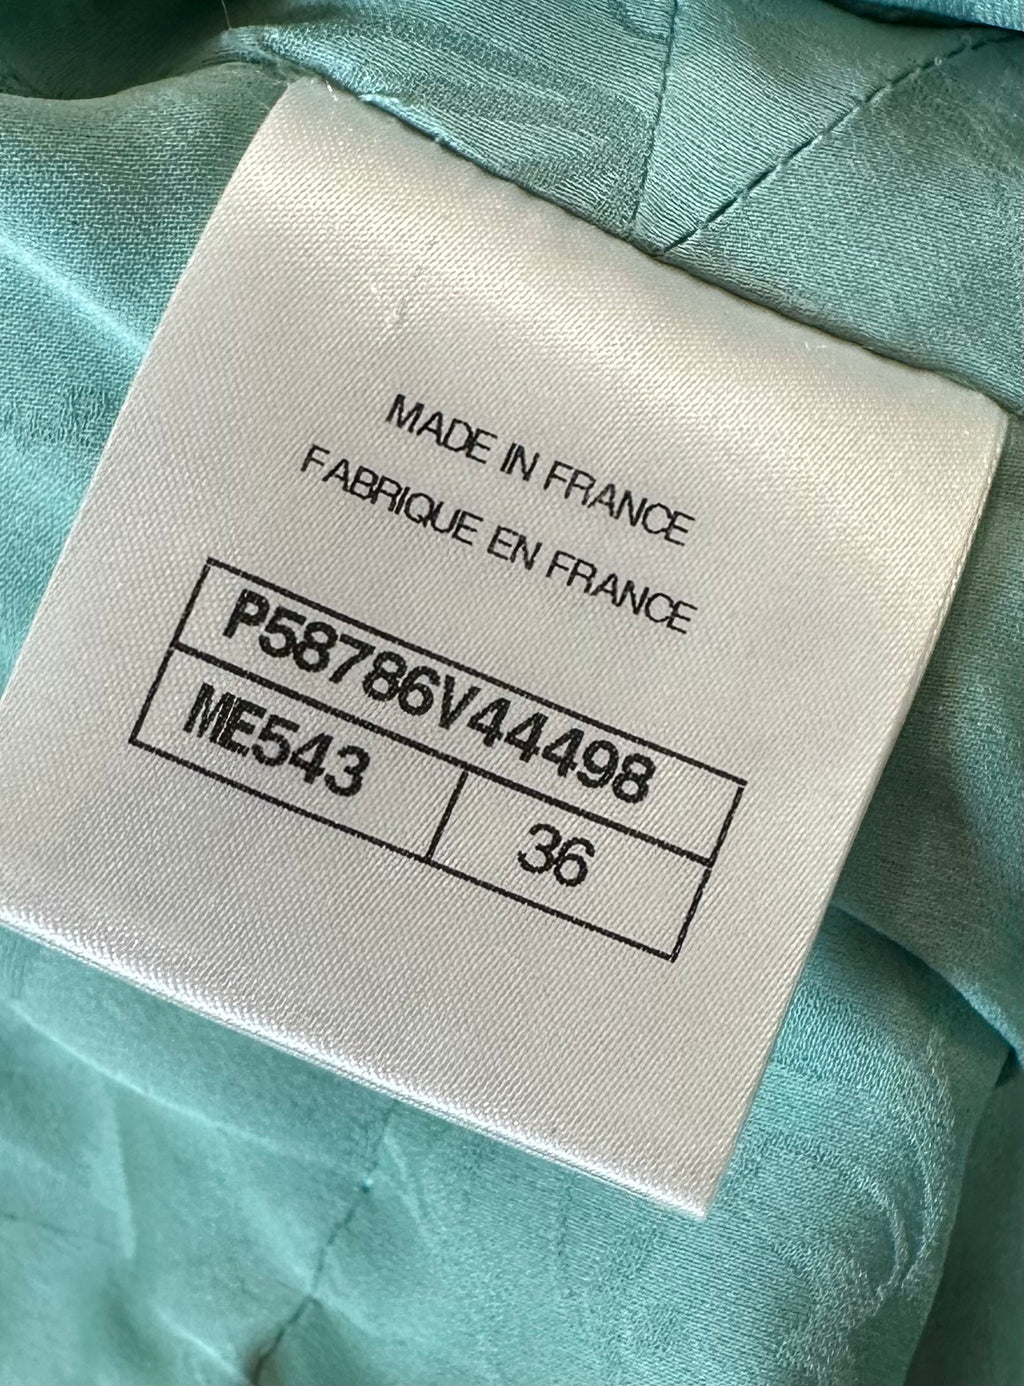 MADE IN FRANCE
FABRIQUE EN FRANCE
P58786V44498
ME543
36